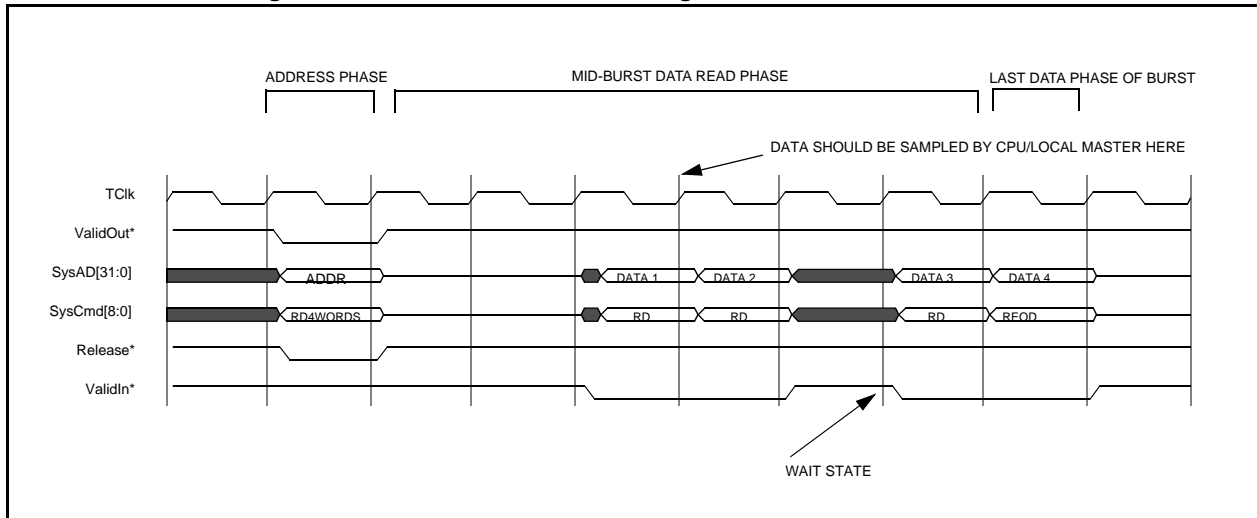 ADDRESS PHASE
MID-BURST DATA READ PHASE
LAST DATA PHASE OF BURST
DATA SHOULD BE SAMPLED BY CPU/LOCAL MASTER HERE
TClk
ValidOut*
SysAD[31:0]
ADDR
DATA 1
DATA 2
DATA 3
DATA 4
SysCmd[8:0]
RD4WORDS
RD
RD
RD
REOD
Release*
ValidIn*
WAIT STATE